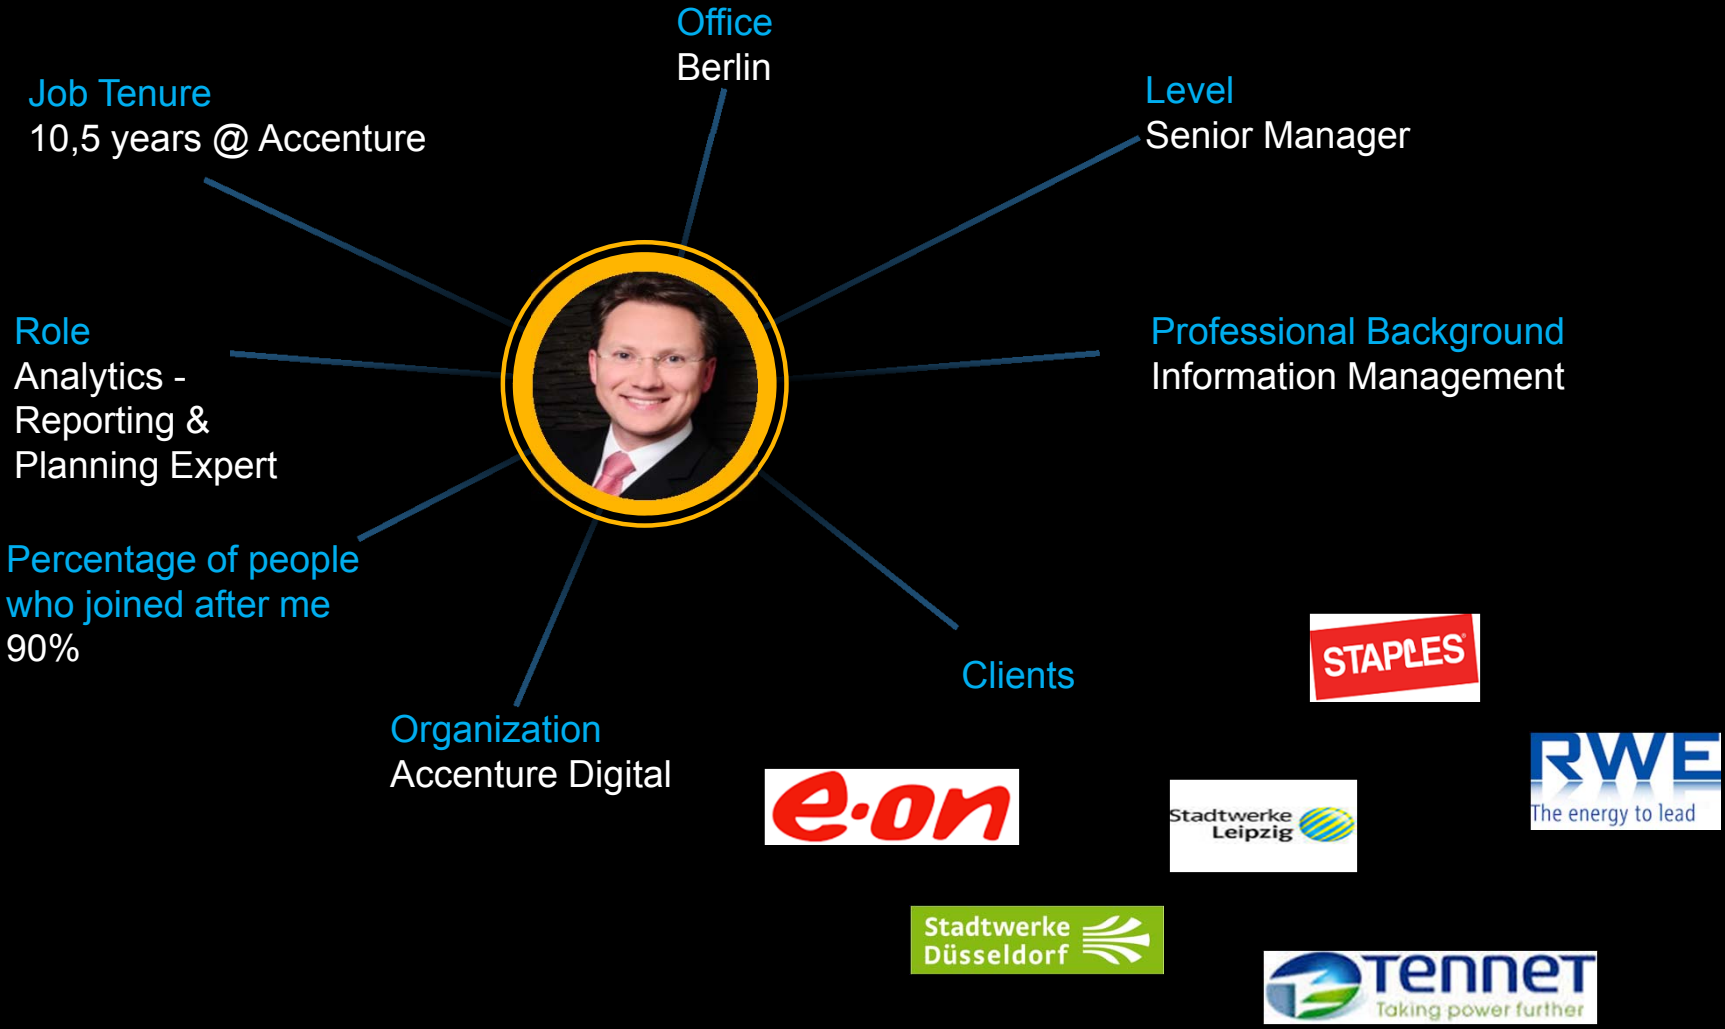 Office
Berlin
Job Tenure
10,5 years @ Accenture
Level
Senior Manager
Role
Analytics -
Reporting &
Planning Expert
Professional Background
Information Management
Percentage of people
who joined after me
90%
Organization
Accenture Digital
Clients
STAPLES
RWE
The energy to lead
e·on
Stadtwerke
Leipzig
Stadtwerke
Düsseldorf
TenneT
Taking power further